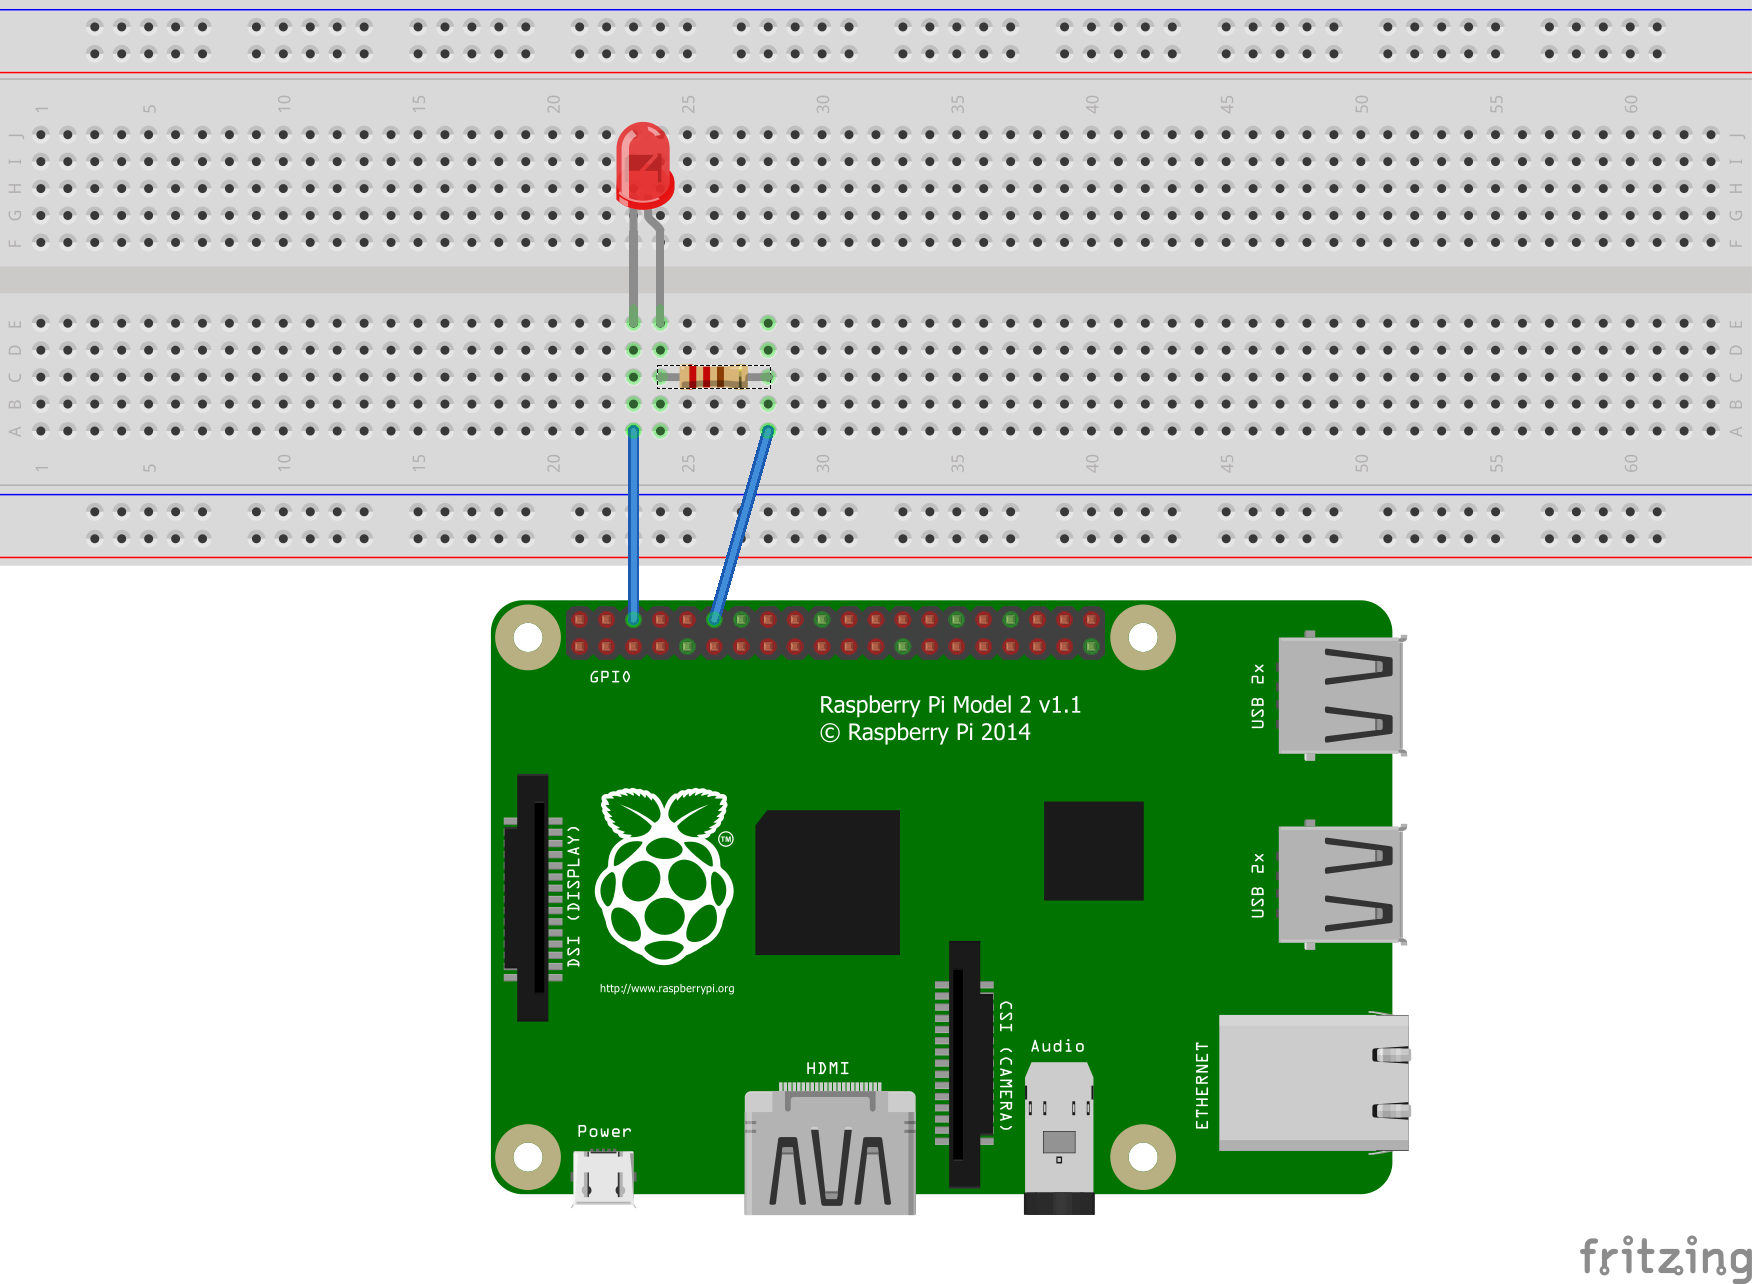 1 5 10 15 20 25 30 35 40 45 50 55 60
J J
I I
H H
G G
F F
E E
D D
C C
B B
A A
1 5 10 15 20 25 30 35 40 45 50 55 60
GPIO
Raspberry Pi Model 2 v1.1
© Raspberry Pi 2014
USB 2x
USB 2x
DSI (DISPLAY)
TM
http://www.raspberrypi.org
CSI (CAMERA)
Audio
HDMI
ETHERNET
Power
fritzing